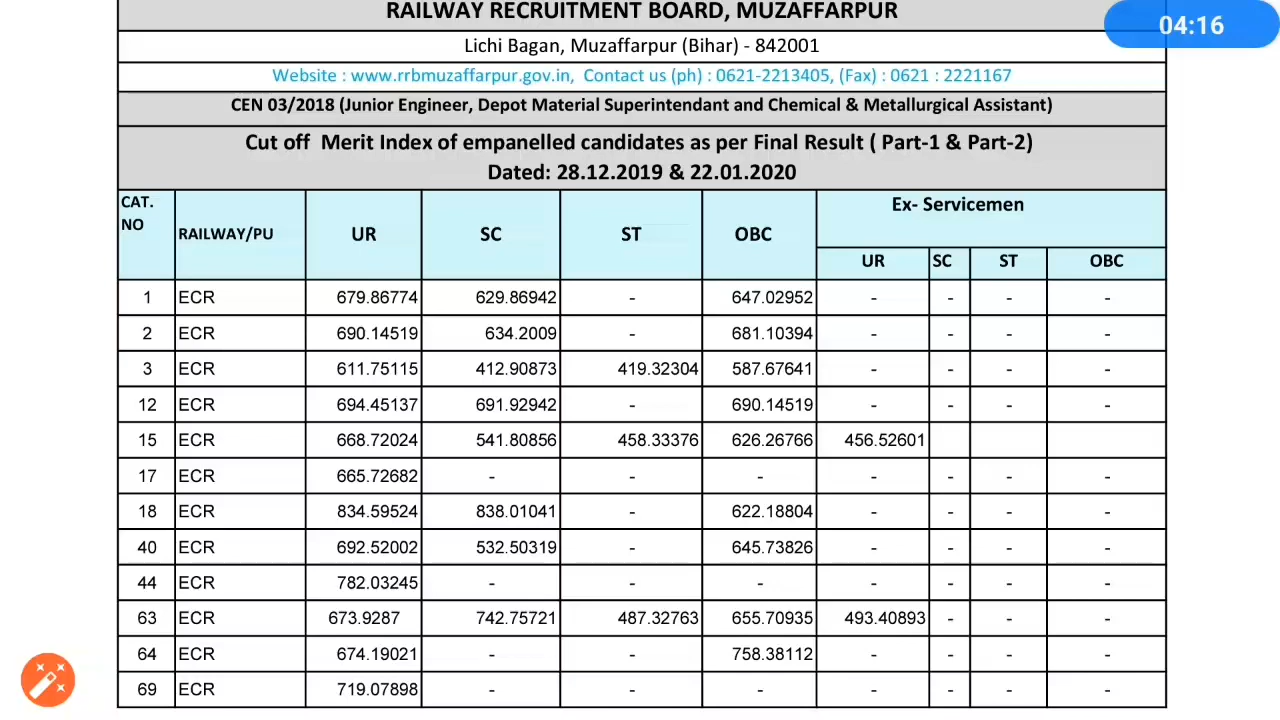 RAILWAY RECRUITMENT BOARD, MUZAFFARPUR
04:16
Lichi Bagan, Muzaffarpur (Bihar) - 842001
Website : www.rrbmuzaffarpur.gov.in, Contact us (ph) : 0621-2213405, (Fax) : 0621 : 2221167
CEN 03/2018 (Junior Engineer, Depot Material Superintendant and Chemical & Metallurgical Assistant)
Cut off Merit Index of empanelled candidates as per Final Result ( Part-1 & Part-2)
Dated: 28.12.2019 & 22.01.2020
CAT. NO RAILWAY/PU UR SC ST OBC Ex- Servicemen
UR SC ST OBC
1 ECR 679.86774 629.86942 - 647.02952 - - - -
2 ECR 690.14519 634.2009 - 681.10394 - - - -
3 ECR 611.75115 412.90873 419.32304 587.67641 - - - -
12 ECR 694.45137 691.92942 - 690.14519 - - - -
15 ECR 668.72024 541.80856 458.33376 626.26766 456.52601
17 ECR 665.72682 - - - - - - -
18 ECR 834.59524 838.01041 - 622.18804 - - - -
40 ECR 692.52002 532.50319 - 645.73826 - - - -
44 ECR 782.03245 - - - - - - -
63 ECR 673.9287 742.75721 487.32763 655.70935 493.40893 - - -
64 ECR 674.19021 - - 758.38112 - - - -
69 ECR 719.07898 - - - - - - -